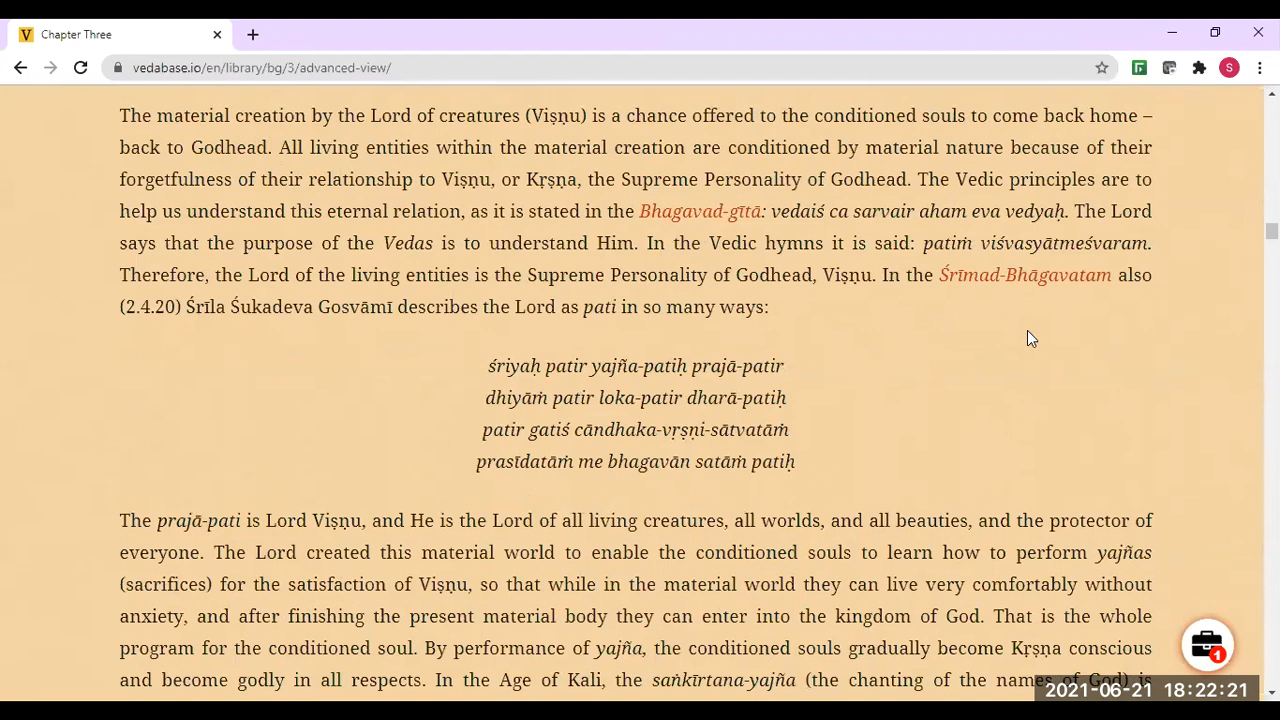 Chapter Three
vedabase.io/en/library/bg/3/advanced-view/
S
The material creation by the Lord of creatures (Viṣṇu) is a chance offered to the conditioned souls to come back home –
back to Godhead. All living entities within the material creation are conditioned by material nature because of their
forgetfulness of their relationship to Viṣṇu, or Kṛṣṇa, the Supreme Personality of Godhead. The Vedic principles are to
help us understand this eternal relation, as it is stated in the Bhagavad-gītā: vedaiś ca sarvair aham eva vedyaḥ. The Lord
says that the purpose of the Vedas is to understand Him. In the Vedic hymns it is said: patiṁ viśvasyātmeśvaram.
Therefore, the Lord of the living entities is the Supreme Personality of Godhead, Viṣṇu. In the Śrīmad-Bhāgavatam also
(2.4.20) Śrīla Śukadeva Gosvāmī describes the Lord as pati in so many ways:
śriyaḥ patir yajña-patiḥ prajā-patir
dhiyāṁ patir loka-patir dharā-patiḥ
patir gatiś cāndhaka-vṛṣṇi-sātvatāṁ
prasīdatāṁ me bhagavān satāṁ patiḥ
The prajā-pati is Lord Viṣṇu, and He is the Lord of all living creatures, all worlds, and all beauties, and the protector of
everyone. The Lord created this material world to enable the conditioned souls to learn how to perform yajñas
(sacrifices) for the satisfaction of Viṣṇu, so that while in the material world they can live very comfortably without
anxiety, and after finishing the present material body they can enter into the kingdom of God. That is the whole
program for the conditioned soul. By performance of yajña, the conditioned souls gradually become Kṛṣṇa conscious
and become godly in all respects. In the Age of Kali, the saṅkīrtana-yajña (the chanting of the names of God) is
1
2021-06-21 18:22:21